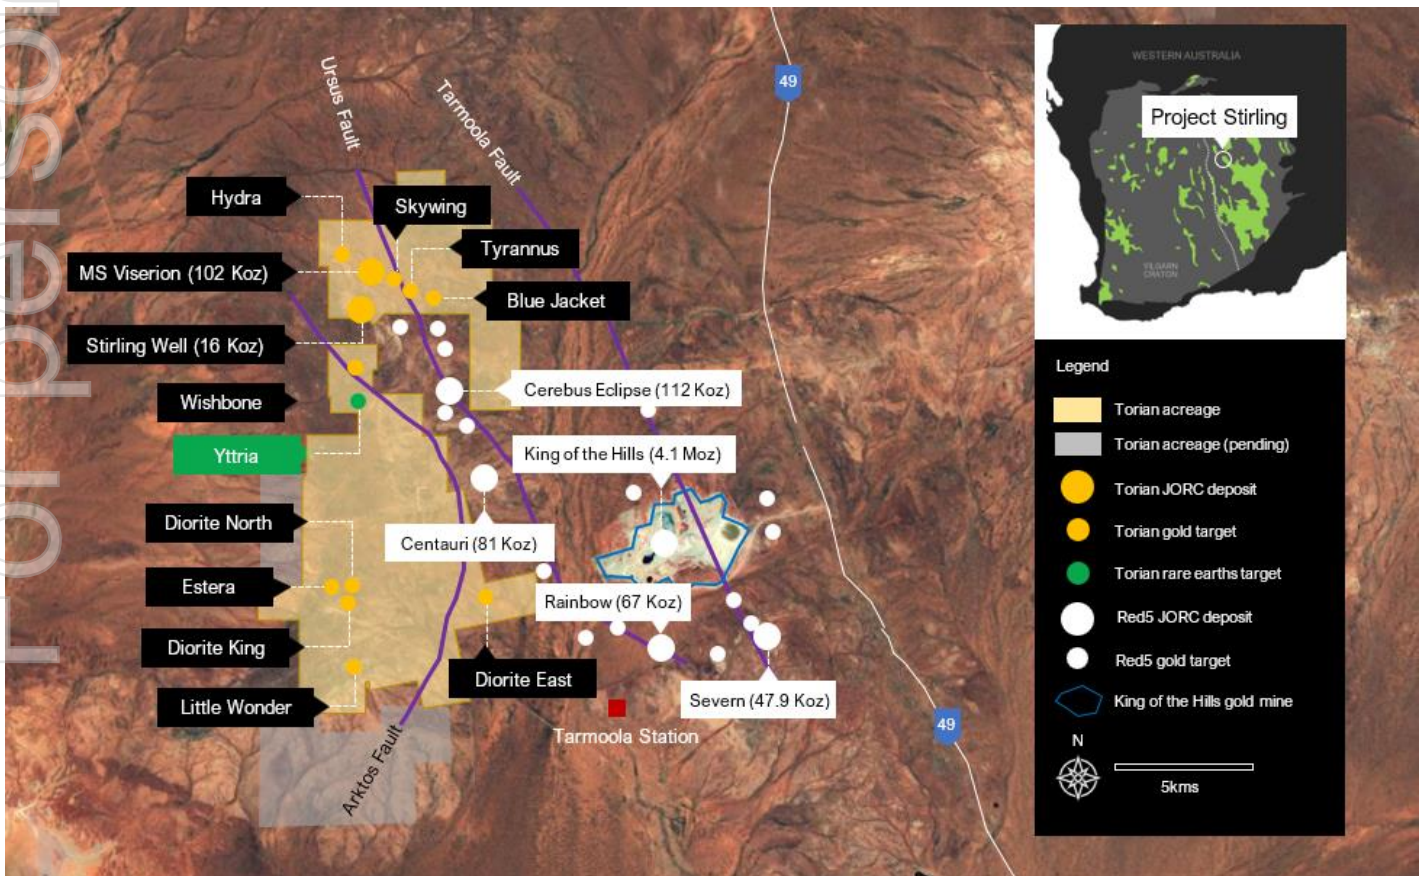 For person
Ursus Fault
Tarmoola Fault
49
Hydra
Skywing
Tyrannus
MS Viserion (102 Koz)
Blue Jacket
Stirling Well (16 Koz)
Cerebus Eclipse (112 Koz)
Wishbone
Yttria
King of the Hills (4.1 Moz)
Diorite North
Centauri (81 Koz)
Estera
Rainbow (67 Koz)
Diorite King
Diorite East
Little Wonder
Severn (47.9 Koz)
Tarmoola Station
49
Arktos Fault
WESTERN AUSTRALIA
Project Stirling
YILGARN
CRATON
Legend
Torian acreage
Torian acreage (pending)
Torian JORC deposit
Torian gold target
Torian rare earths target
Red5 JORC deposit
Red5 gold target
King of the Hills gold mine
N
5kms